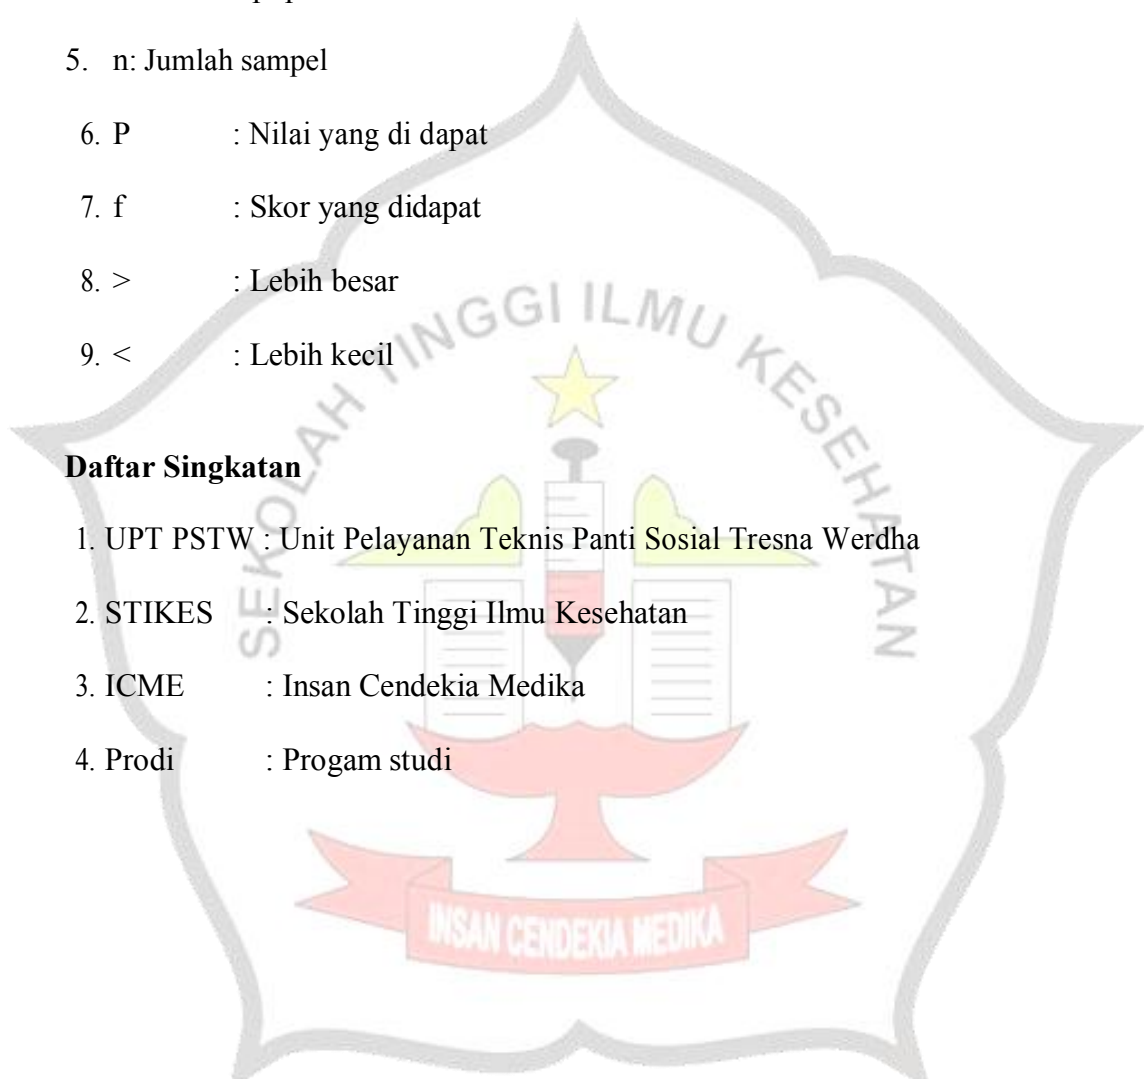 5. n: Jumlah sampel
6. P : Nilai yang di dapat
7. f : Skor yang didapat
8. > : Lebih besar
9. < : Lebih kecil
SEKOLAH TINGGI ILMU KESEHATAN
Daftar Singkatan
1. UPT PSTW : Unit Pelayanan Teknis Panti Sosial Tresna Werdha
2. STIKES : Sekolah Tinggi Ilmu Kesehatan
3. ICME : Insan Cendekia Medika
4. Prodi : Progam studi
INSAN CENDEKIA MEDIKA